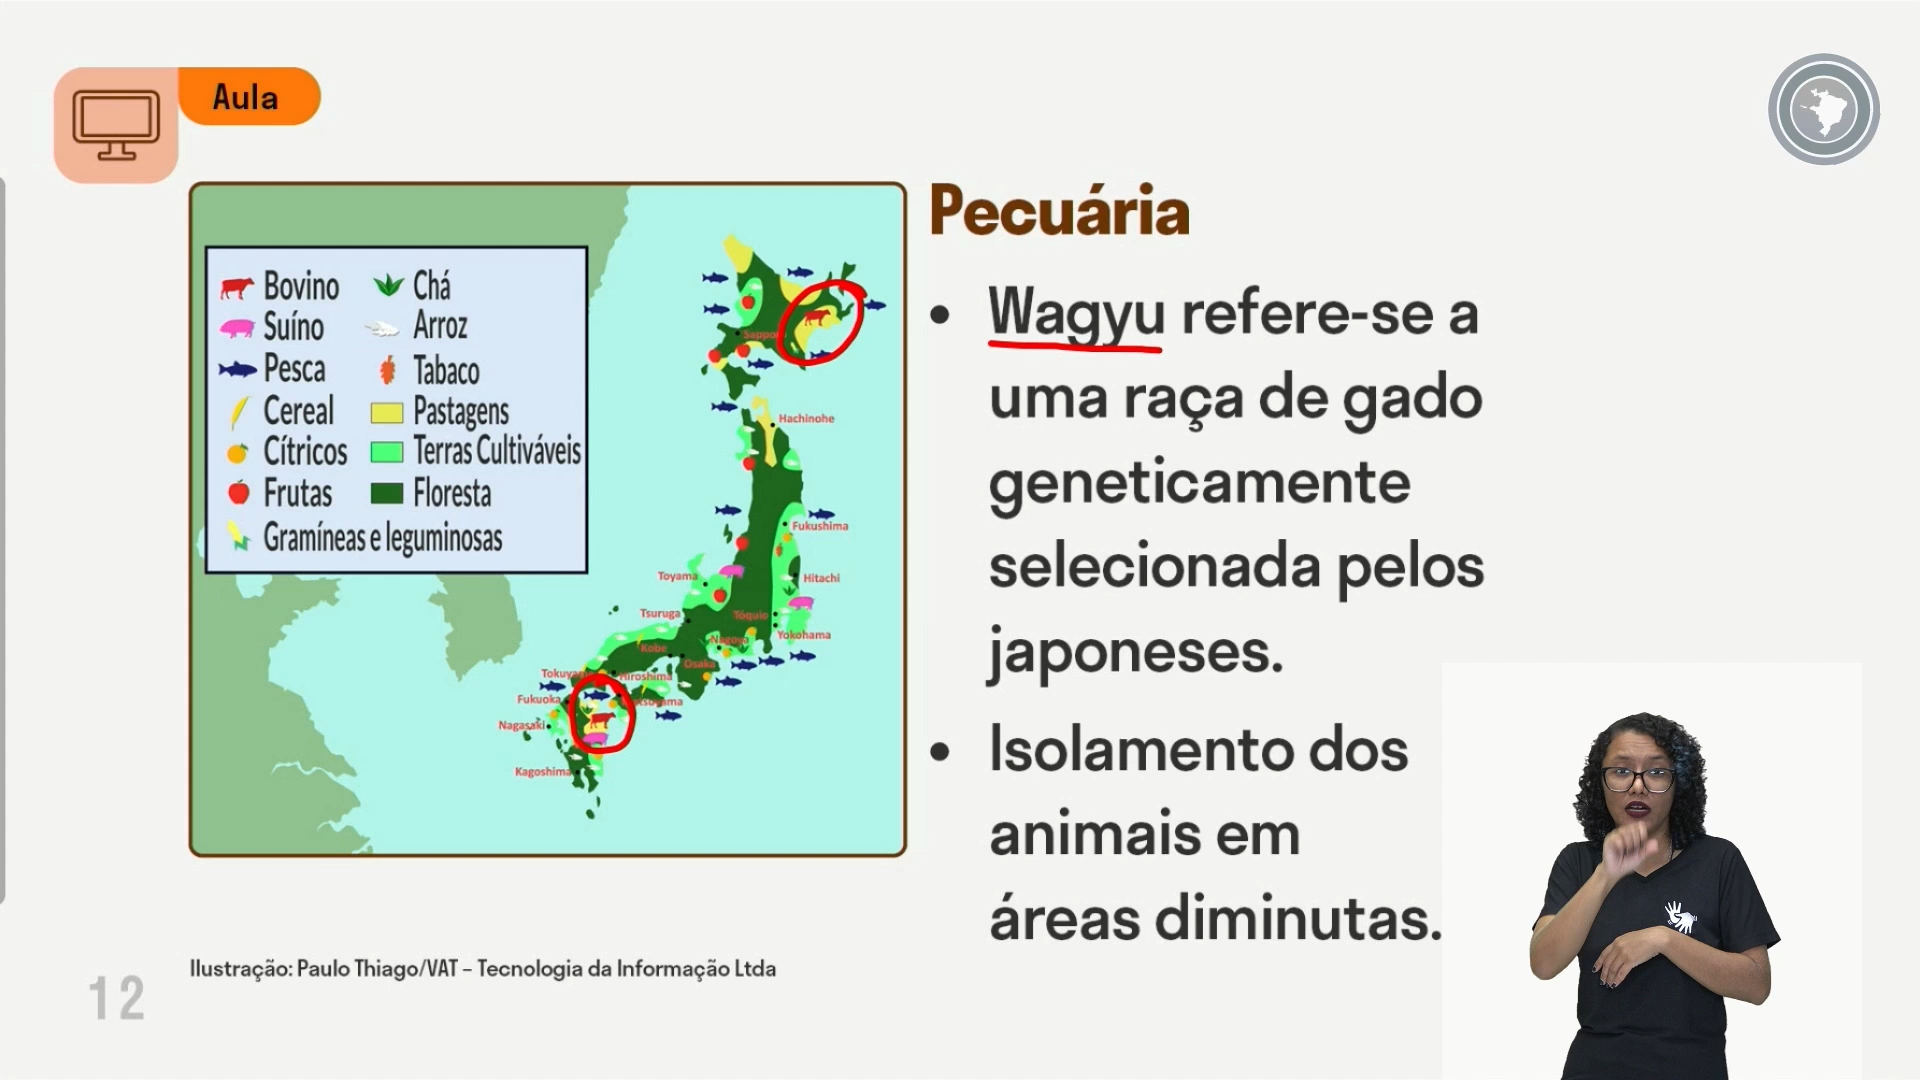 Aula
Pecuária
Bovino
Chá
Suíno
Arroz
Pesca
Tabaco
Cereal
Pastagens
Cítricos
Terras Cultiváveis
Frutas
Floresta
Gramíneas e leguminosas
Hachinohe
Fukushima
Toyama
Hitachi
Tsuruga
Tóquio
Yokohama
Nagoya
Kobe
Osaka
Hiroshima
Fukuoka
Nagasaki
Kagoshima
• Wagyu refere-se a
uma raça de gado
geneticamente
selecionada pelos
japoneses.
• Isolamento dos
animais em
áreas diminutas.
Ilustração: Paulo Thiago/VAT – Tecnologia da Informação Ltda
12